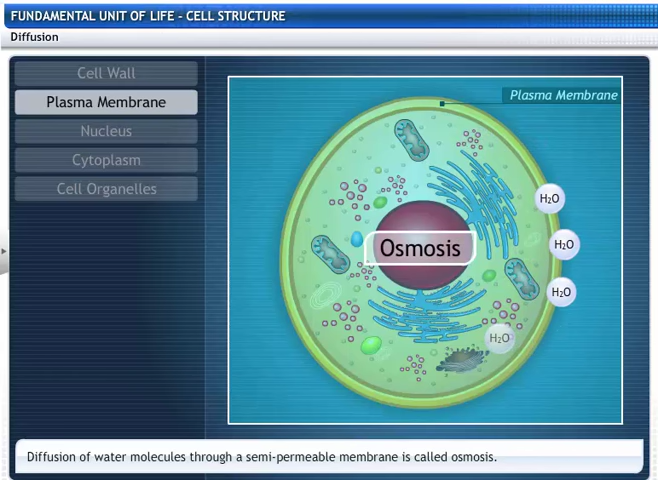 FUNDAMENTAL UNIT OF LIFE - CELL STRUCTURE
Diffusion
Cell Wall
Plasma Membrane
Nucleus
Cytoplasm
Cell Organelles
Plasma Membrane
H₂O
H₂O
Osmosis
H₂O
H₂O
Diffusion of water molecules through a semi-permeable membrane is called osmosis.